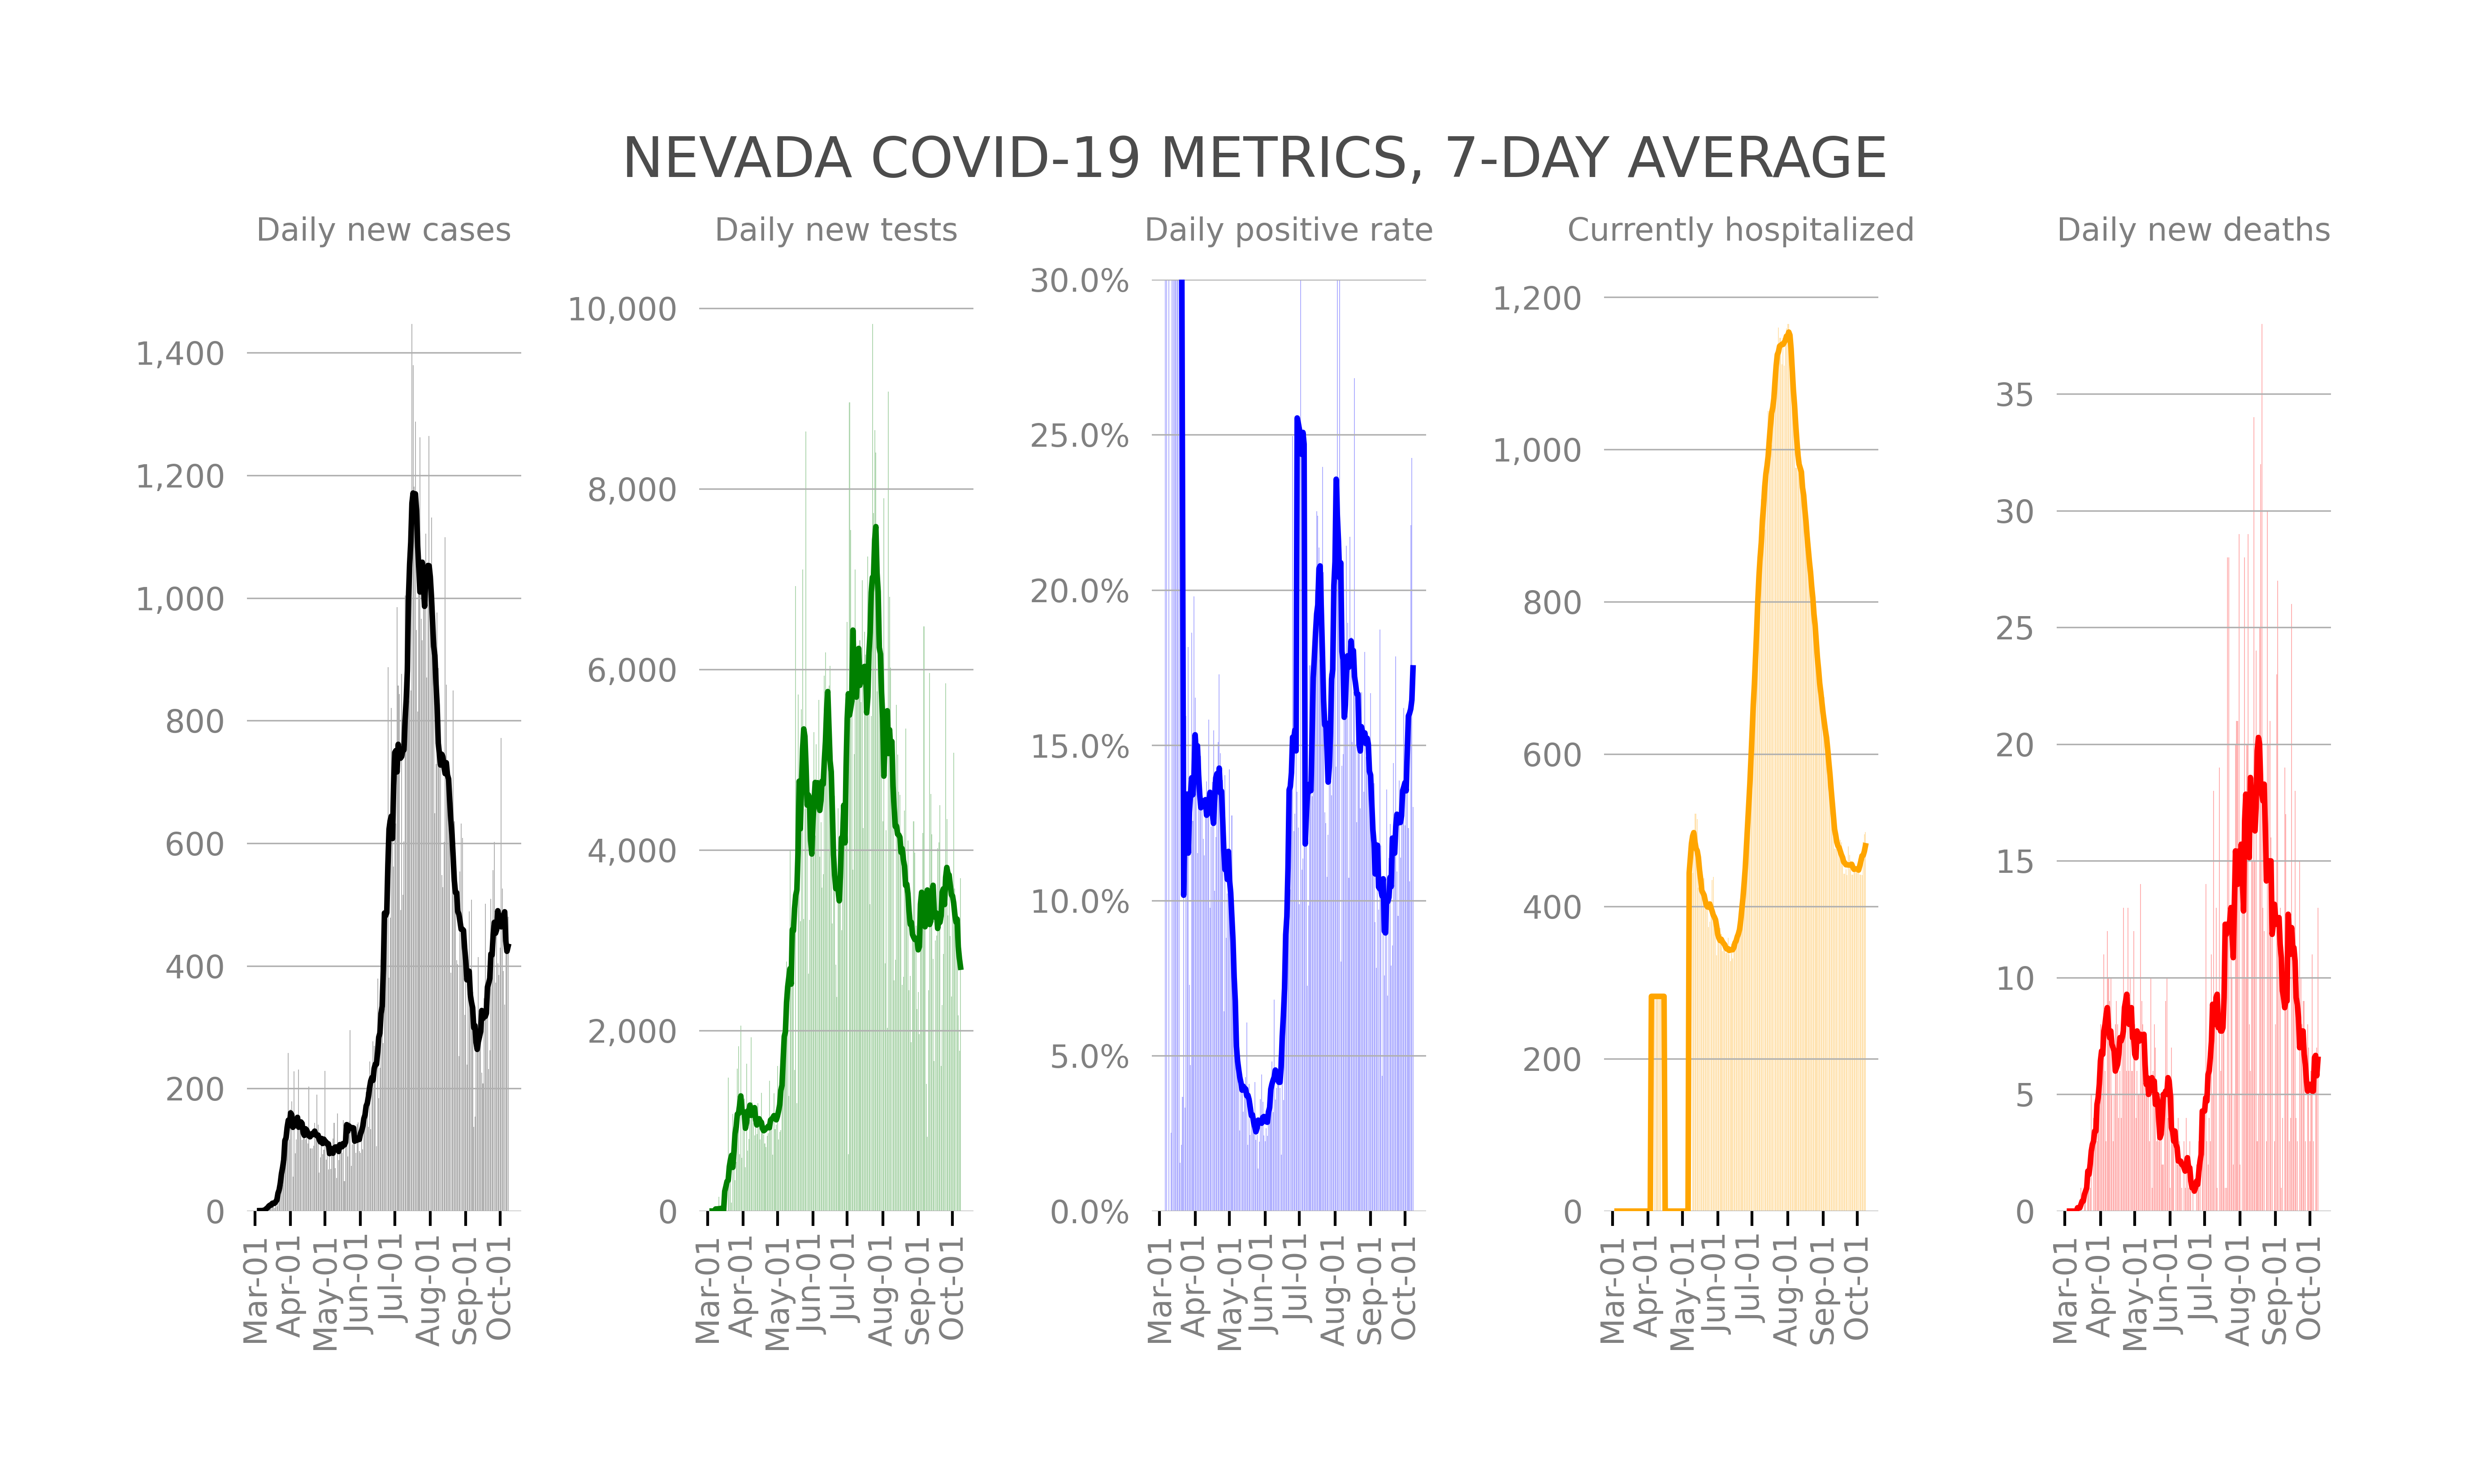 NEVADA COVID-19 METRICS, 7-DAY AVERAGE
Daily new cases
1,400
1,200
1,000
800
600
400
200
0
Mar-01
Apr-01
May-01
Jun-01
Jul-01
Aug-01
Sep-01
Oct-01
Daily new tests
10,000
8,000
6,000
4,000
2,000
0
Mar-01
Apr-01
May-01
Jun-01
Jul-01
Aug-01
Sep-01
Oct-01
Daily positive rate
30.0%
25.0%
20.0%
15.0%
10.0%
5.0%
0.0%
Mar-01
Apr-01
May-01
Jun-01
Jul-01
Aug-01
Sep-01
Oct-01
Currently hospitalized
1,200
1,000
800
600
400
200
0
Mar-01
Apr-01
May-01
Jun-01
Jul-01
Aug-01
Sep-01
Oct-01
Daily new deaths
35
30
25
20
15
10
5
0
Mar-01
Apr-01
May-01
Jun-01
Jul-01
Aug-01
Sep-01
Oct-01